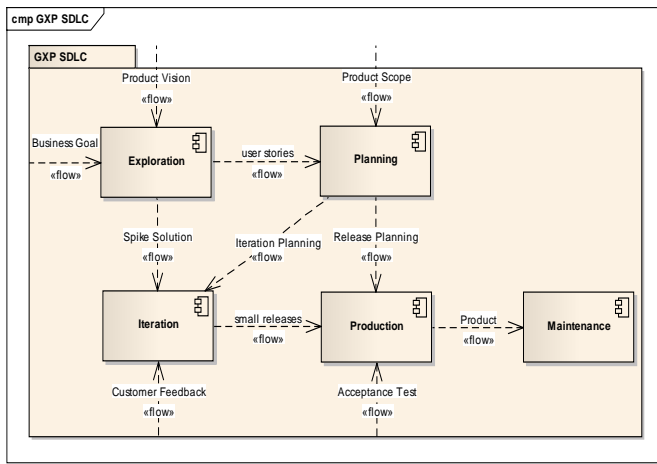 cmp GXP SDLC
GXP SDLC
Product Vision
«flow»
Product Scope
«flow»
Business Goal
«flow»
Exploration
user stories
«flow»
Planning
Spike Solution
«flow»
Iteration Planning
«flow»
Release Planning
«flow»
Iteration
small releases
«flow»
Production
Product
«flow»
Maintenance
Customer Feedback
«flow»
Acceptance Test
«flow»